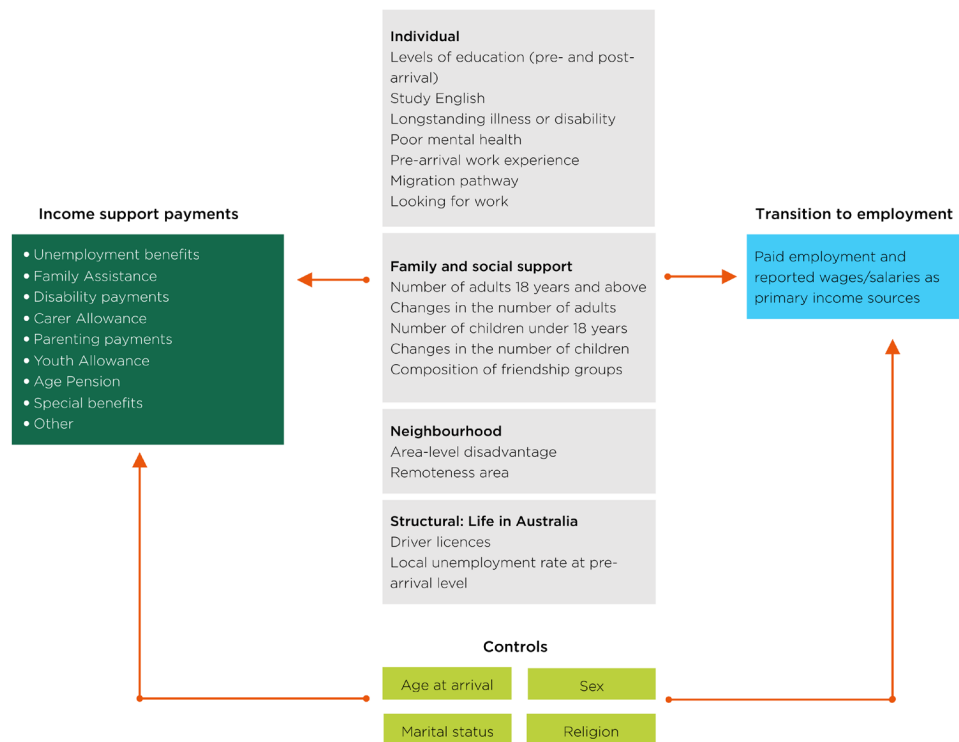 Individual
Levels of education (pre- and post-
arrival)
Study English
Longstanding illness or disability
Poor mental health
Pre-arrival work experience
Migration pathway
Looking for work
Income support payments
• Unemployment benefits
• Family Assistance
• Disability payments
• Carer Allowance
• Parenting payments
• Youth Allowance
• Age Pension
• Special benefits
• Other
Family and social support
Number of adults 18 years and above
Changes in the number of adults
Number of children under 18 years
Changes in the number of children
Composition of friendship groups
Transition to employment
Paid employment and
reported wages/salaries as
primary income sources
Neighbourhood
Area-level disadvantage
Remoteness area
Structural: Life in Australia
Driver licences
Local unemployment rate at pre-
arrival level
Controls
Age at arrival
Sex
Marital status
Religion